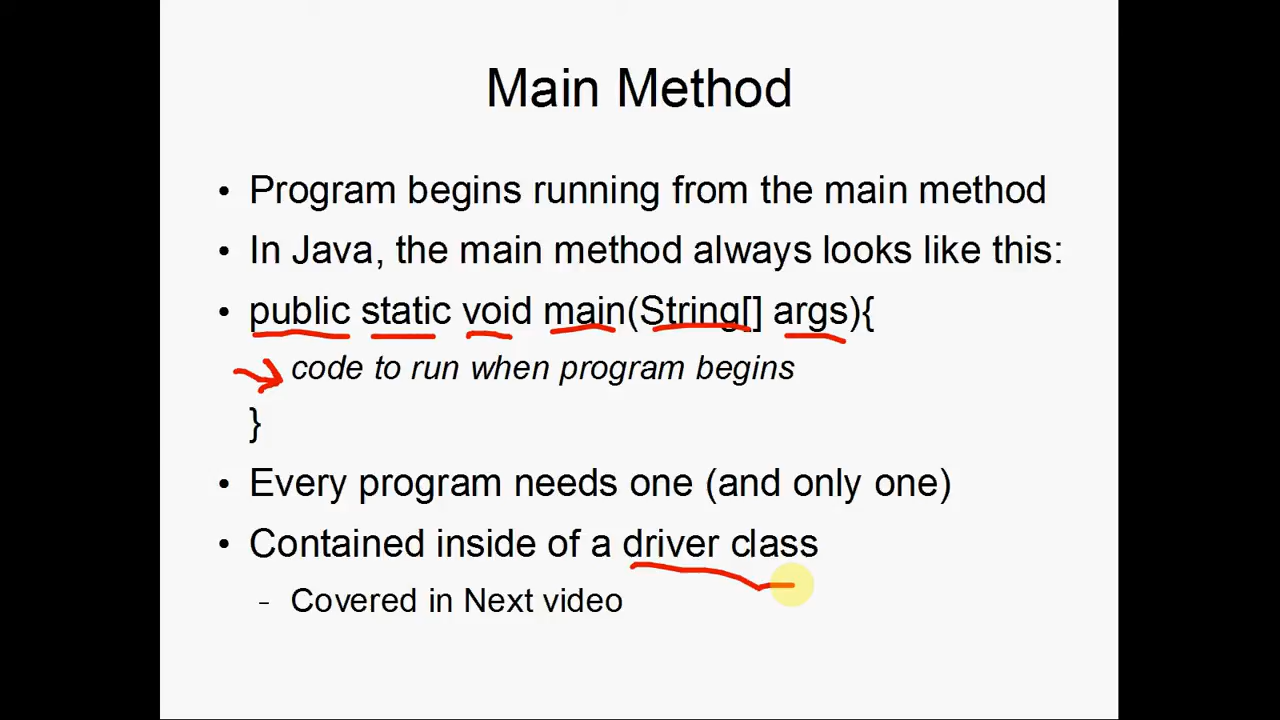 Main Method
• Program begins running from the main method
• In Java, the main method always looks like this:
• public static void main(String[] args){
code to run when program begins
}
• Every program needs one (and only one)
• Contained inside of a driver class
– Covered in Next video